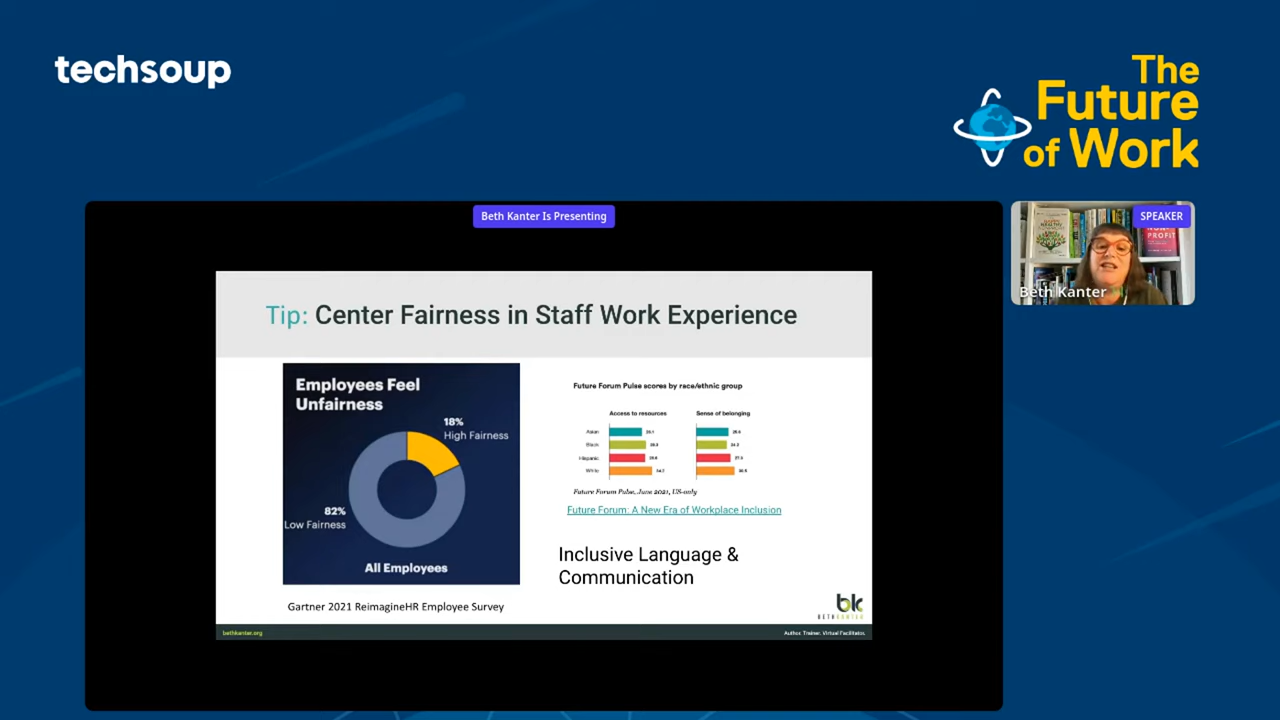 techsoup
The
Future
of Work
Beth Kanter Is Presenting
SPEAKER
Beth Kanter
Tip: Center Fairness in Staff Work Experience
Employees Feel
Unfairness
18%
High Fairness
82%
Low Fairness
All Employees
Gartner 2021 ReimagineHR Employee Survey
Future Forum Pulse scores by race/ethnic group
Access to resources
Sense of belonging
Asian
Black
Hispanic
White
Future Forum Pulse, June 2021, US-only
Future Forum: A New Era of Workplace Inclusion
Inclusive Language &
Communication
blc
BETH KANTER
bethkanter.org
Author. Trainer. Virtual Facilitator.